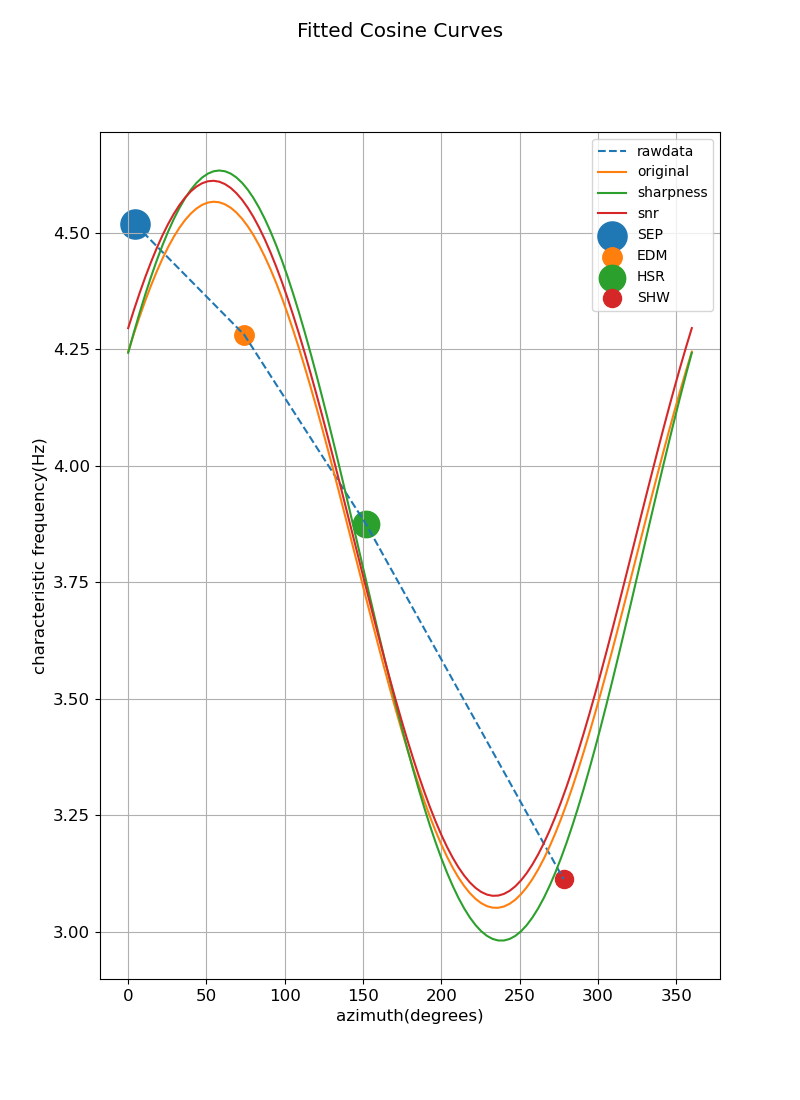 Fitted Cosine Curves
rawdata
original
sharpness
snr
SEP
EDM
HSR
SHW
characteristic frequency(Hz)
4.50
4.25
4.00
3.75
3.50
3.25
3.00
0 50 100 150 200 250 300 350
azimuth(degrees)